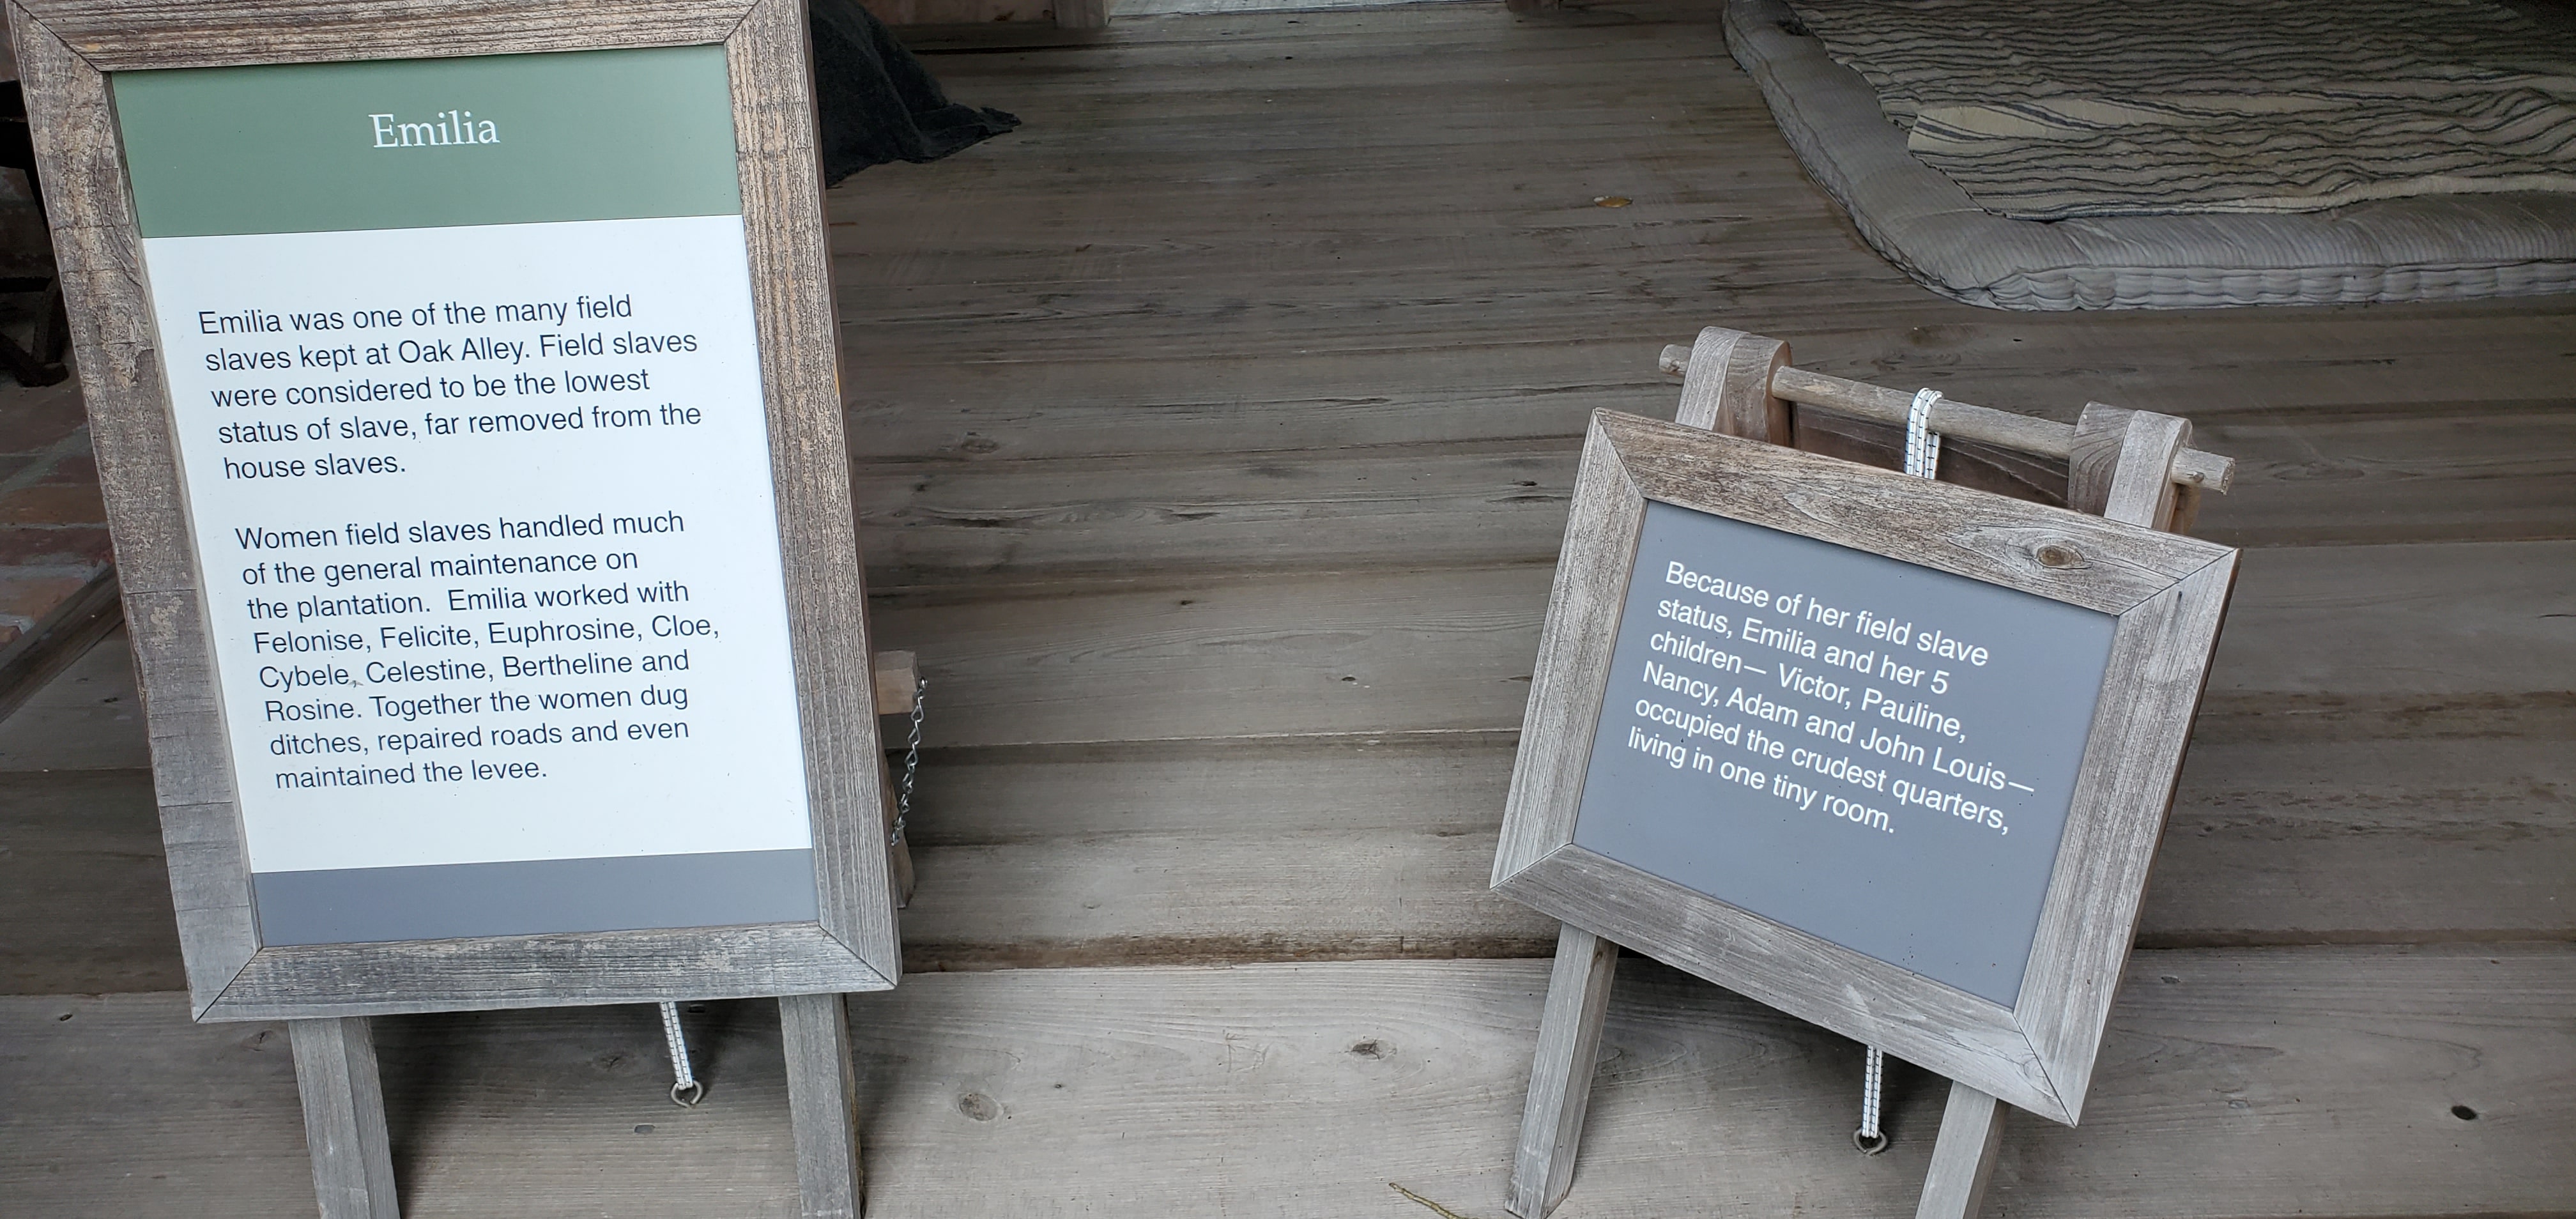 Emilia
Emilia was one of the many field
slaves kept at Oak Alley. Field slaves
were considered to be the lowest
status of slave, far removed from the
house slaves.
Women field slaves handled much
of the general maintenance on
the plantation.  Emilia worked with
Felonise, Felicite, Euphrosine, Cloe,
Cybele, Celestine, Bertheline and
Rosine. Together the women dug
ditches, repaired roads and even
maintained the levee.
Because of her field slave
status, Emilia and her 5
children— Victor, Pauline,
Nancy, Adam and John Louis—
occupied the crudest quarters,
living in one tiny room.